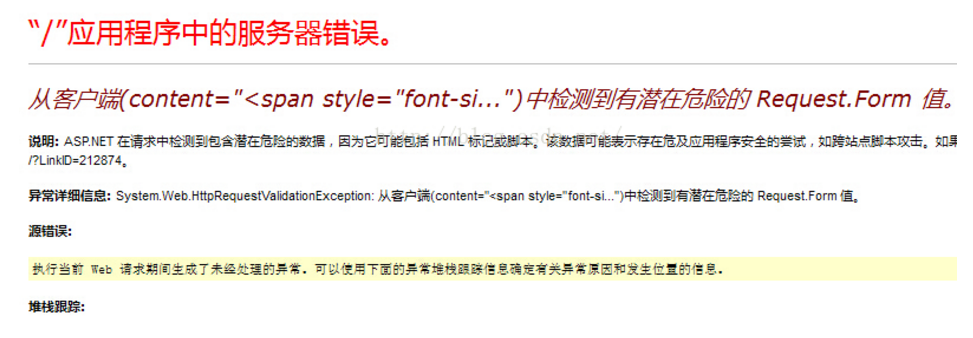 “/”应用程序中的服务器错误。
从客户端(content="<span style="font-si...")中检测到有潜在危险的 Request.Form 值。
说明: ASP.NET 在请求中检测到包含潜在危险的数据，因为它可能包括 HTML 标记或脚本。该数据可能表示存在危及应用程序安全的尝试，如跨站点脚本攻击。如果
/?LinkID=212874。
异常详细信息: System.Web.HttpRequestValidationException: 从客户端(content="<span style="font-si...")中检测到有潜在危险的 Request.Form 值。
源错误:
执行当前 Web 请求期间生成了未经处理的异常。可以使用下面的异常堆栈跟踪信息确定有关异常原因和发生位置的信息。
堆栈跟踪: